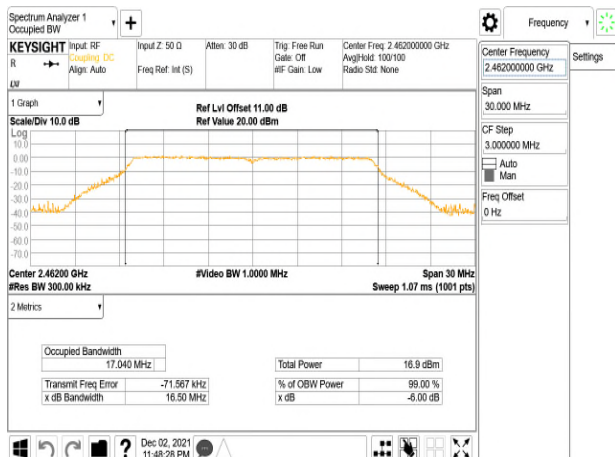 Spectrum Analyzer 1
Occupied BW
+
Frequency
KEYSIGHT
R
Input: RF
Coupling: DC
Align: Auto
Input Z: 50 Ω
Freq Ref: Int (S)
Atten: 30 dB
Trig: Free Run
Gate: Off
#IF Gain: Low
Center Freq: 2.462000000 GHz
Avg|Hold: 100/100
Radio Std: None
Center Frequency
2.462000000 GHz
Settings
Span
30.000 MHz
CF Step
3.000000 MHz
Auto
Man
Freq Offset
0 Hz
1 Graph
Scale/Div 10.0 dB
Ref Lvl Offset 11.00 dB
Ref Value 20.00 dBm
Log
10.0
0.00
-10.0
-20.0
-30.0
-40.0
-50.0
-60.0
-70.0
Center 2.46200 GHz
#Res BW 300.00 kHz
#Video BW 1.0000 MHz
Span 30 MHz
Sweep 1.07 ms (1001 pts)
2 Metrics
Occupied Bandwidth
17.040 MHz
Total Power 16.9 dBm
Transmit Freq Error -71.567 kHz
% of OBW Power 99.00 %
x dB Bandwidth 16.50 MHz
x dB -6.00 dB
?
Dec 02, 2021
11:48:28 PM